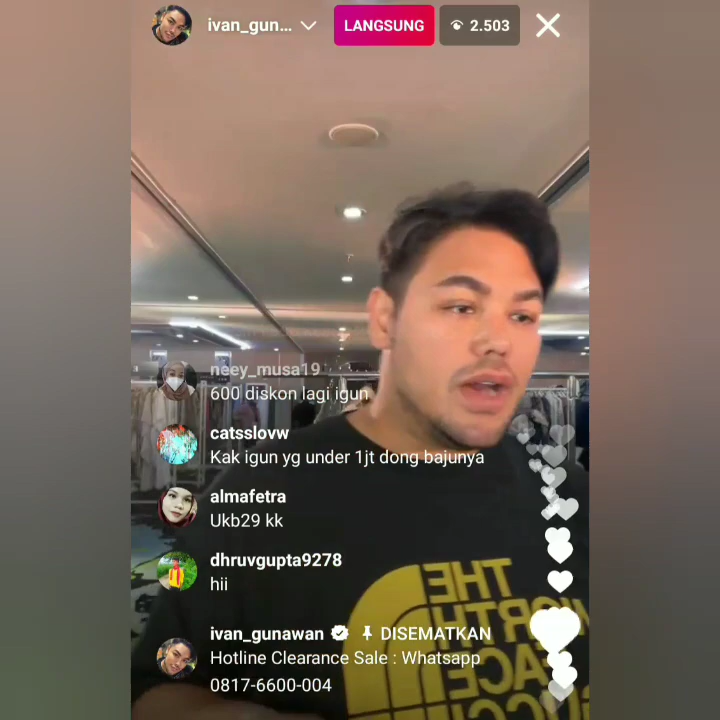 ivan_gun...
LANGSUNG
2.503
neey_musa19
600 diskon lagi igun
catsslovw
Kak igun yg under 1jt dong bajunya
almafetra
Ukb29 kk
dhruvgupta9278
hii
ivan_gunawan DISEMATKAN
Hotline Clearance Sale : Whatsapp
0817-6600-004
THE
NORTH
FACE
GUCCI